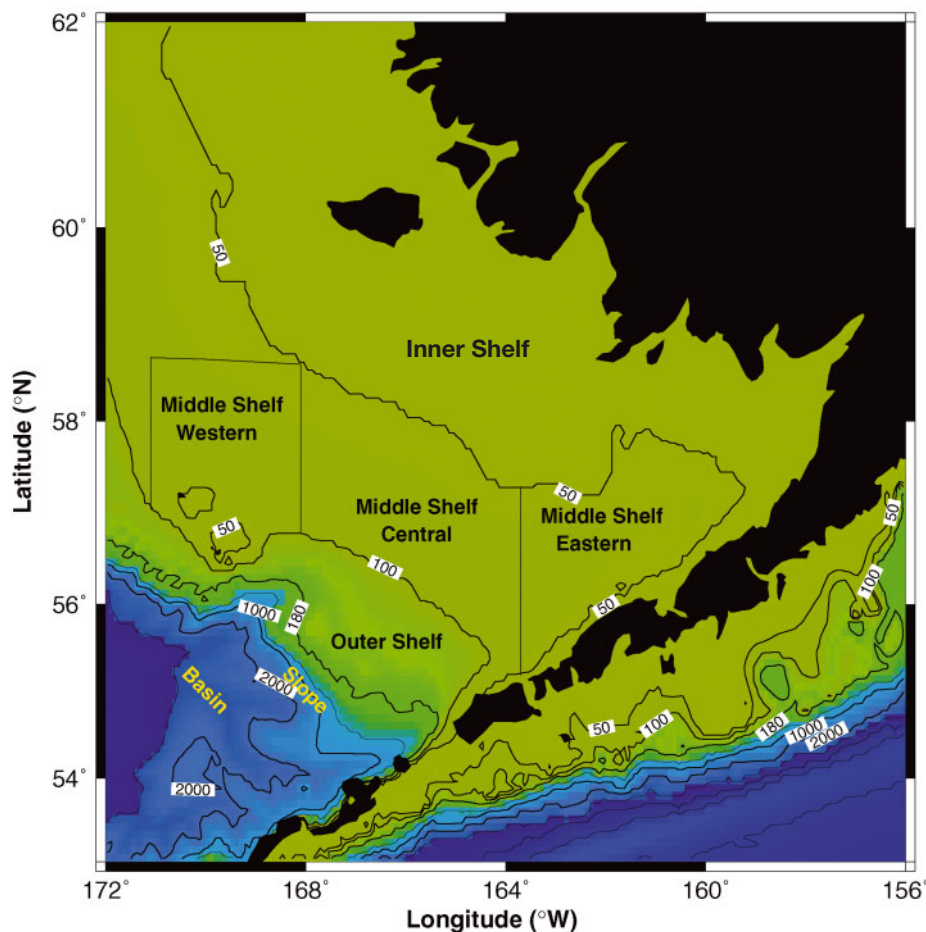 62°
60°
58°
56°
54°
Latitude (°N)
50
Inner Shelf
Middle Shelf
Western
50
Middle Shelf
Central
50
Middle Shelf
Eastern
50
100
100
1000
180
50
Outer Shelf
Basin
2000
Slope
50
100
180
1000
2000
2000
172°
168°
164°
160°
156°
Longitude (°W)